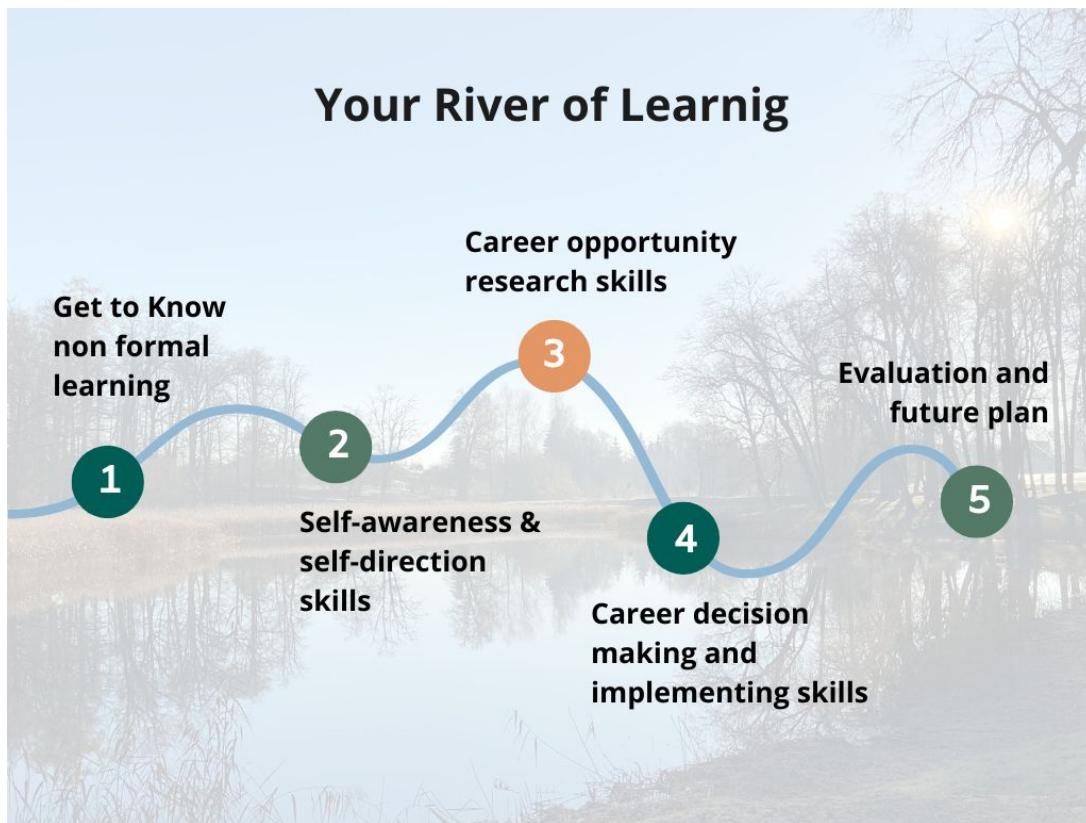 Your River of Learnig
Get to Know
non formal
learning
1
2
Self-awareness &
self-direction
skills
Career opportunity
research skills
3
4
Career decision
making and
implementing skills
Evaluation and
future plan
5